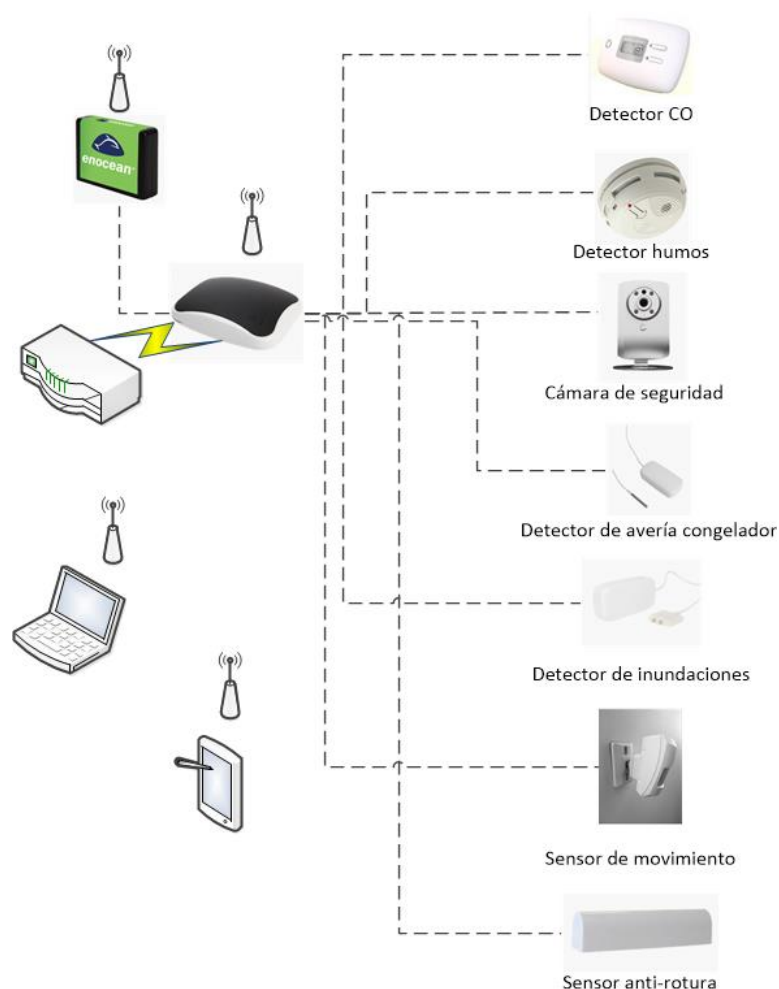 Detector CO
enocean
Detector humos
Cámara de seguridad
Detector de avería congelador
Detector de inundaciones
Sensor de movimiento
Sensor anti-rotura